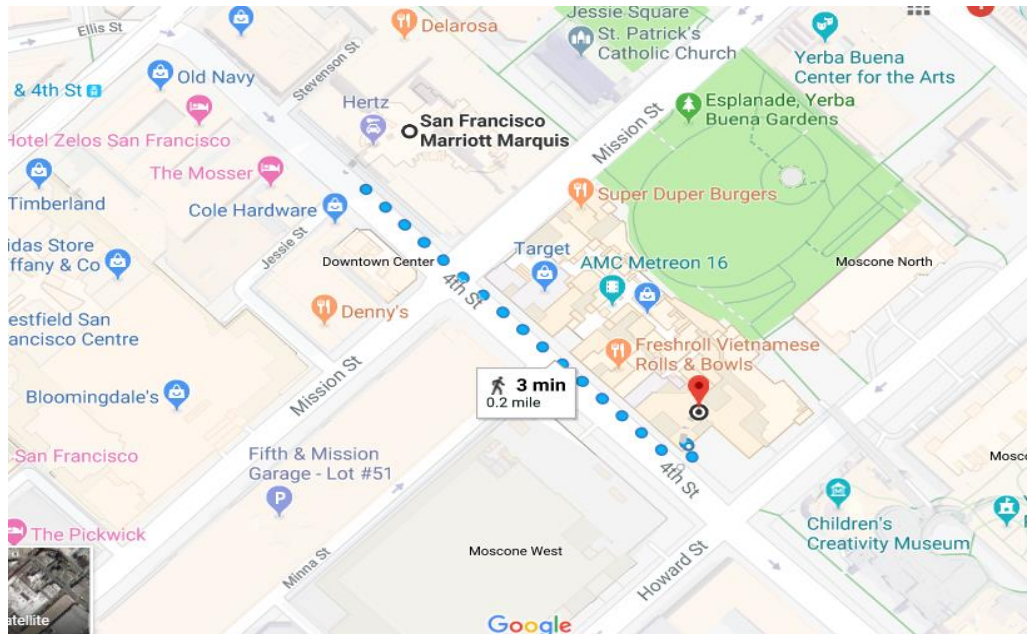 Ellis St
Delarosa
Jessie Square
St. Patrick's
Catholic Church
Yerba Buena
Center for the Arts
Stevenson St
Old Navy
& 4th St
Hertz
San Francisco
Marriott Marquis
Mission St
Esplanade, Yerba
Buena Gardens
Hotel Zelos San Francisco
The Mosser
Super Duper Burgers
Timberland
Cole Hardware
Jessie St
didas Store
ffany & Co
Downtown Center
Target
AMC Metreon 16
Moscone North
4th St
Denny's
estfield San
ancisco Centre
Freshroll Vietnamese
Rolls & Bowls
Mission St
3 min
0.2 mile
Bloomingdale's
San Francisco
Fifth & Mission
Garage - Lot #51
P
4th St
Mosco
The Pickwick
Children's
Creativity Museum
Minna St
Moscone West
Howard St
atellite
Google